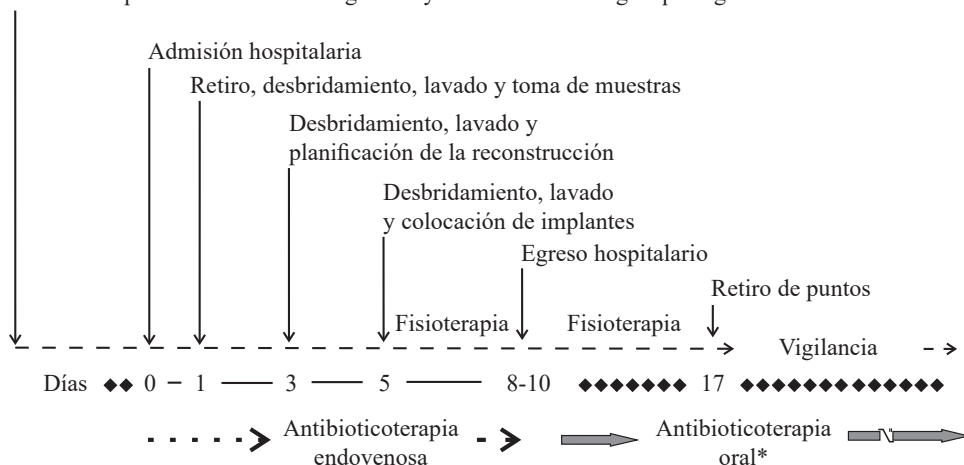 Admisión hospitalaria
Retiro, desbridamiento, lavado y toma de muestras
Desbridamiento, lavado y
planificación de la reconstrucción
Desbridamiento, lavado
y colocación de implantes
Egreso hospitalario
Retiro de puntos
Fisioterapia Fisioterapia Vigilancia
Días 0 1 3 5 8-10 17
Antibioticoterapia
endovenosa
Antibioticoterapia
oral*